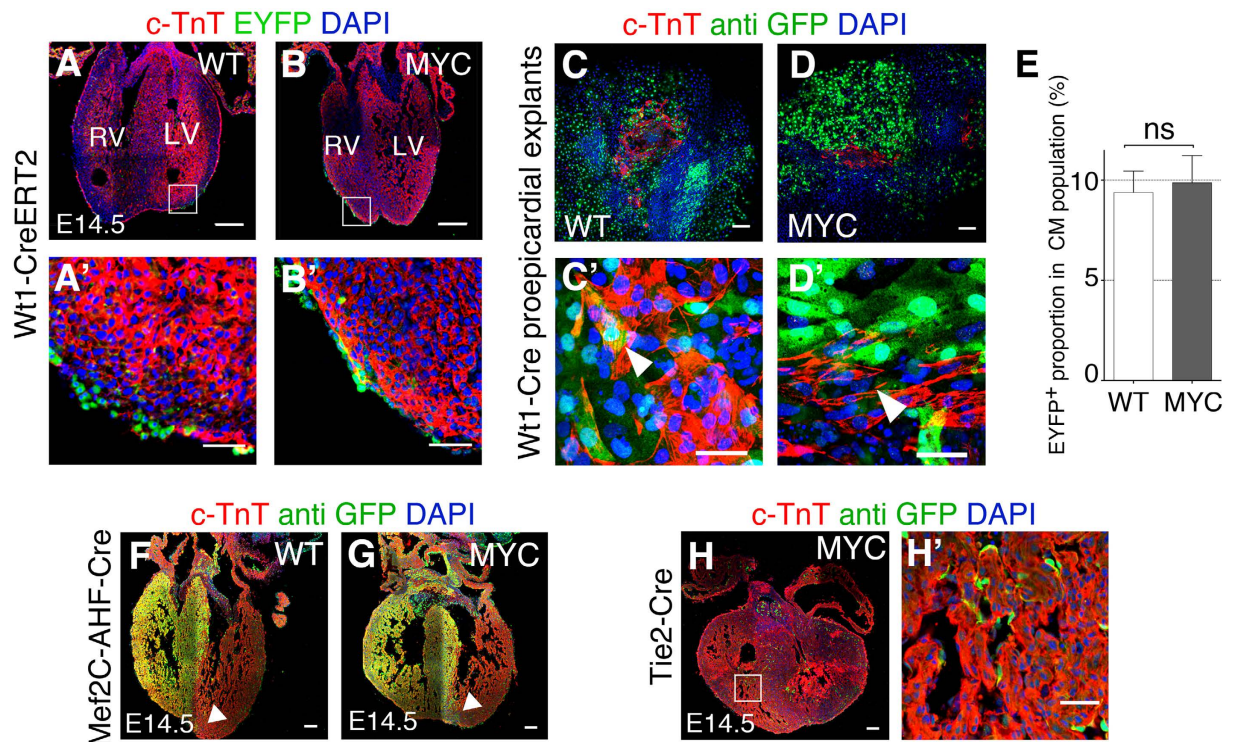 c-TnT EYFP DAPI
c-TnT anti GFP DAPI
Wt1-CreERT2
A
WT
RV
LV
E14.5
B
MYC
RV
LV
A'
B'
Wt1-Cre proepicardial explants
C
WT
D
MYC
C'
D'
E
EYFP+ proportion in CM population (%)
ns
10
5
0
WT
MYC
c-TnT anti GFP DAPI
c-TnT anti GFP DAPI
Mef2C-AHF-Cre
F
WT
E14.5
G
MYC
E14.5
Tie2-Cre
H
MYC
E14.5
H'